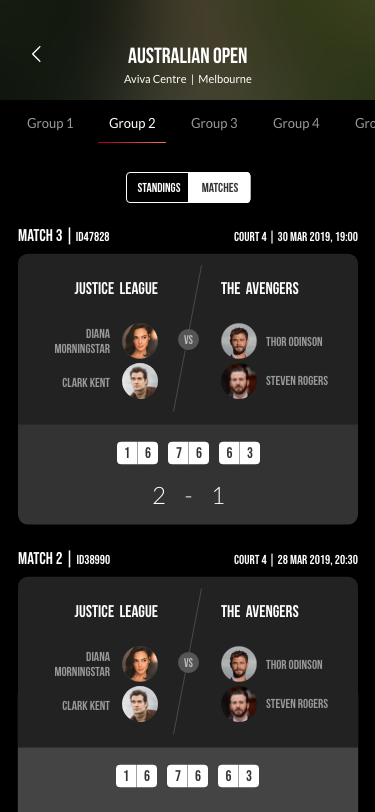 AUSTRALIAN OPEN
Aviva Centre | Melbourne
Group 1 Group 2 Group 3 Group 4 Gro
STANDINGS MATCHES
MATCH 3 | ID47828 COURT 4 | 30 MAR 2019, 19:00
JUSTICE LEAGUE THE AVENGERS
DIANA
MORNINGSTAR
VS
THOR ODINSON
CLARK KENT STEVEN ROGERS
1 6 7 6 6 3
2 - 1
MATCH 2 | ID38990 COURT 4 | 28 MAR 2019, 20:30
JUSTICE LEAGUE THE AVENGERS
DIANA
MORNINGSTAR
VS
THOR ODINSON
CLARK KENT STEVEN ROGERS
1 6 7 6 6 3